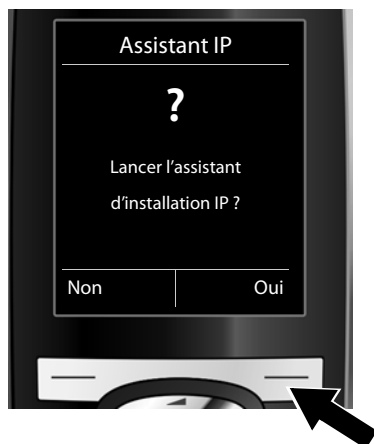 Assistant IP
?
Lancer l’assistant
d’installation IP ?
Non Oui